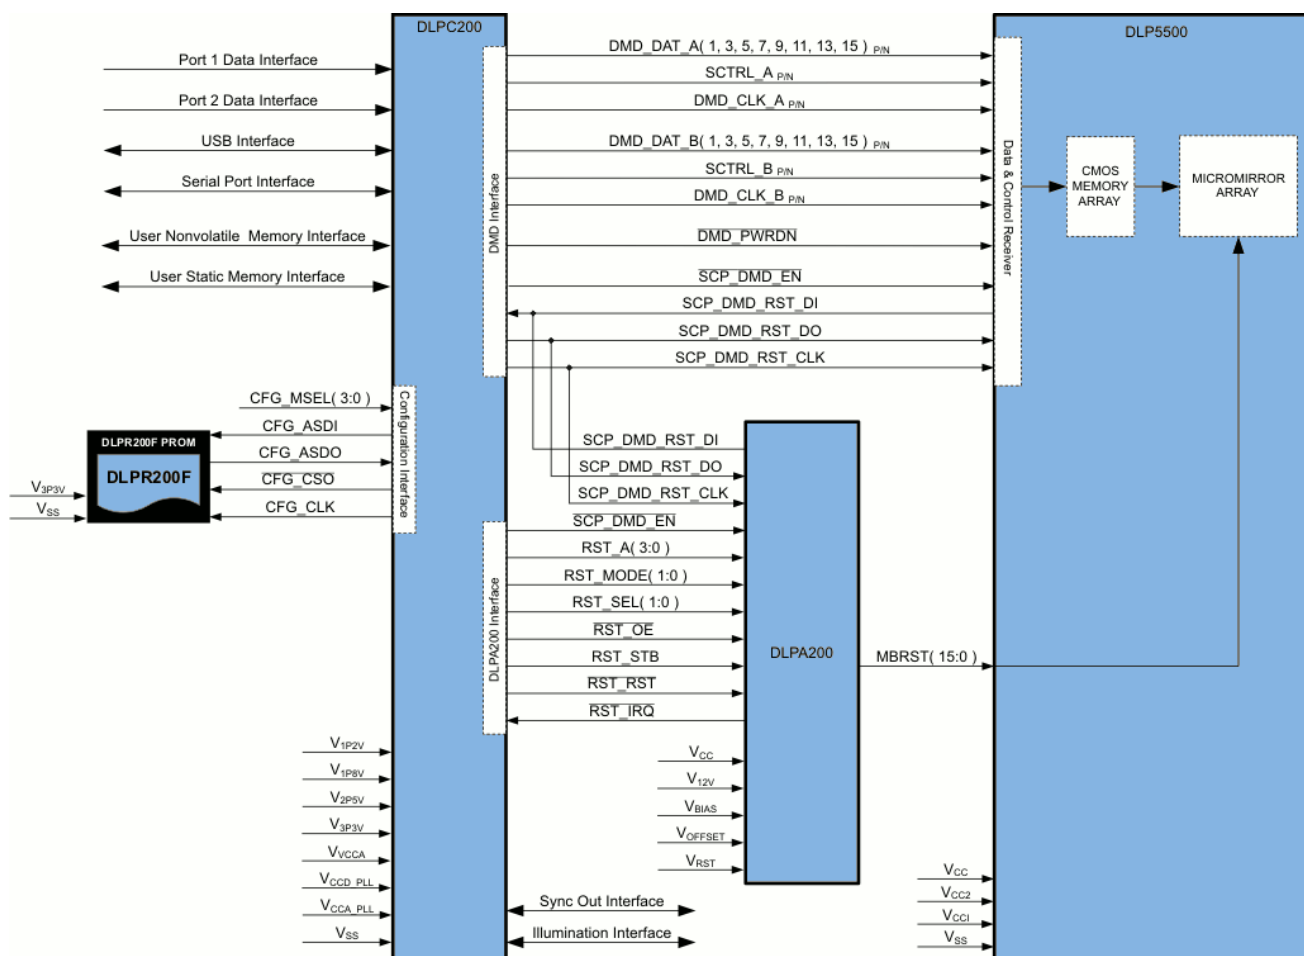 DLPC200
DLP5500
Port 1 Data Interface
Port 2 Data Interface
USB Interface
Serial Port Interface
User Nonvolatile Memory Interface
User Static Memory Interface
DMD Interface
DMD_DAT_A( 1, 3, 5, 7, 9, 11, 13, 15 ) P/N
SCTRL_A P/N
DMD_CLK_A P/N
DMD_DAT_B( 1, 3, 5, 7, 9, 11, 13, 15 ) P/N
SCTRL_B P/N
DMD_CLK_B P/N
DMD_PWRDN
SCP_DMD_EN
SCP_DMD_RST_DI
SCP_DMD_RST_DO
SCP_DMD_RST_CLK
Data & Control Receiver
CMOS
MEMORY
ARRAY
MICROMIRROR
ARRAY
CFG_MSEL( 3:0 )
CFG_ASDI
CFG_ASDO
CFG_CSO
CFG_CLK
Configuration Interface
DLPR200F PROM
DLPR200F
V3P3V
VSS
SCP_DMD_RST_DI
SCP_DMD_RST_DO
SCP_DMD_RST_CLK
SCP_DMD_EN
RST_A( 3:0 )
RST_MODE( 1:0 )
RST_SEL( 1:0 )
RST_OE
RST_STB
RST_RST
RST_IRQ
DLPA200 Interface
DLPA200
MBRST( 15:0 )
V1P2V
V1P8V
V2P5V
V3P3V
VVCCA
VCCD_PLL
VCCA_PLL
VSS
VCC
V12V
VBIAS
VOFFSET
VRST
Sync Out Interface
Illumination Interface
VCC
VCC2
VCCI
VSS